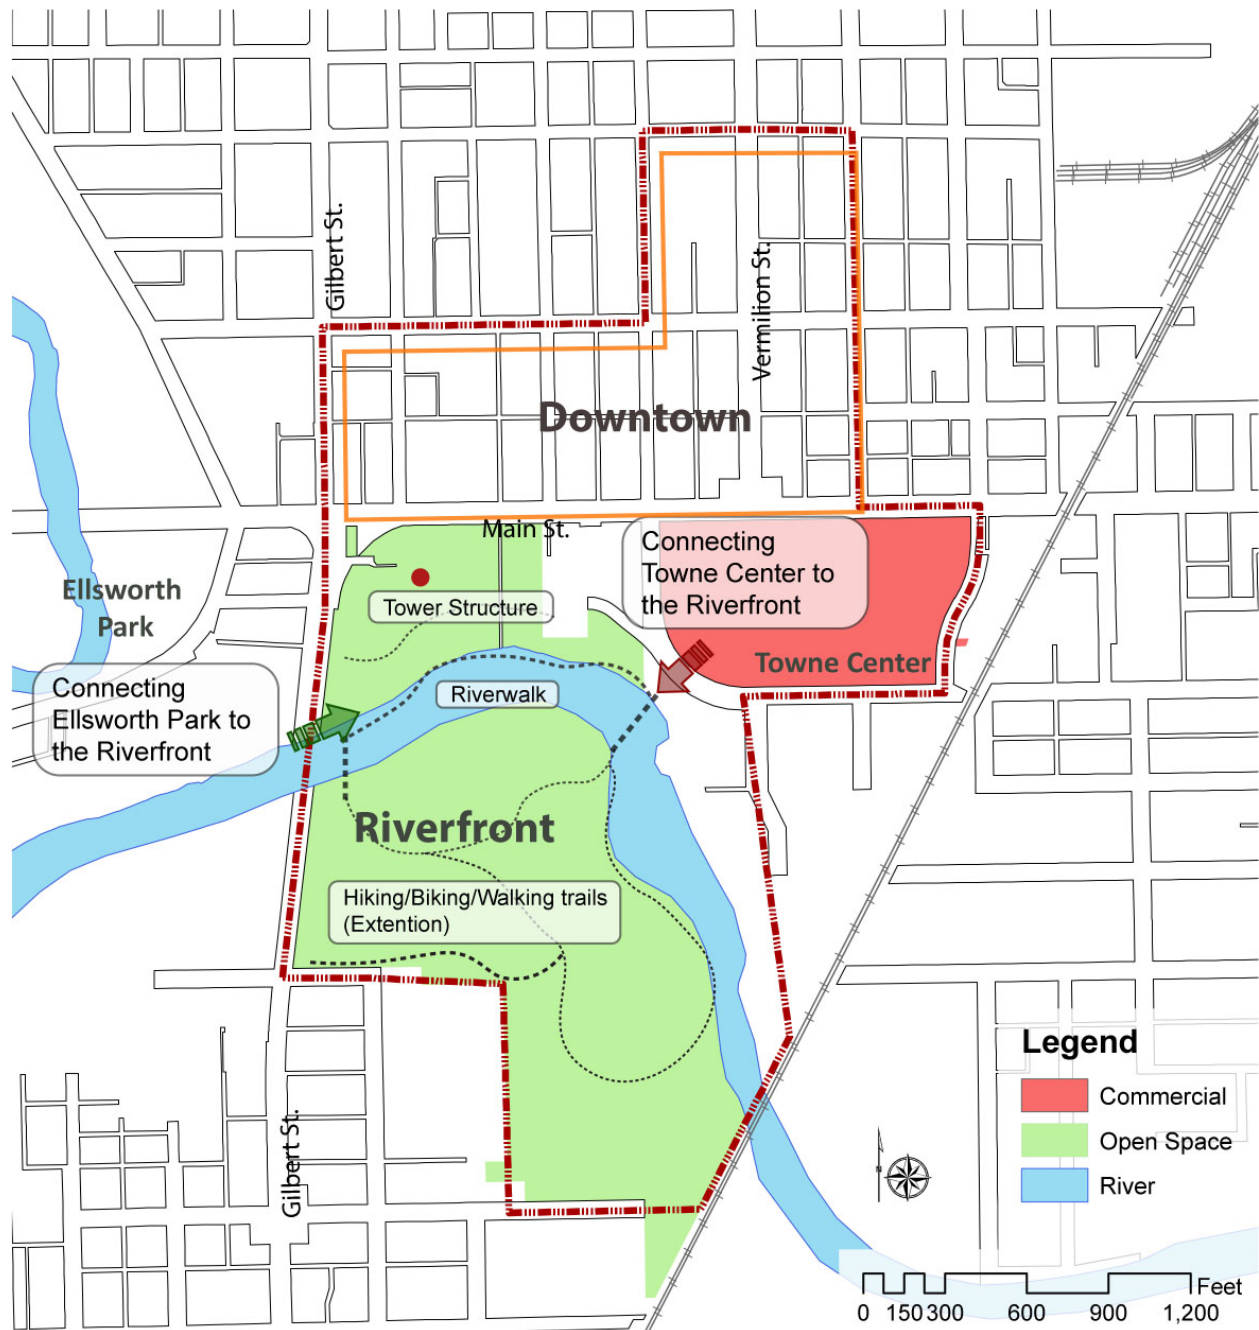 Gilbert St.
Vermilion St.
Downtown
Main St.
Connecting
Towne Center to
the Riverfront
Ellsworth
Park
Tower Structure
Towne Center
Connecting
Ellsworth Park to
the Riverfront
Riverwalk
Riverfront
Hiking/Biking/Walking trails
(Extention)
Gilbert St.
Legend
Commercial
Open Space
River
Feet
0 150 300 600 900 1,200